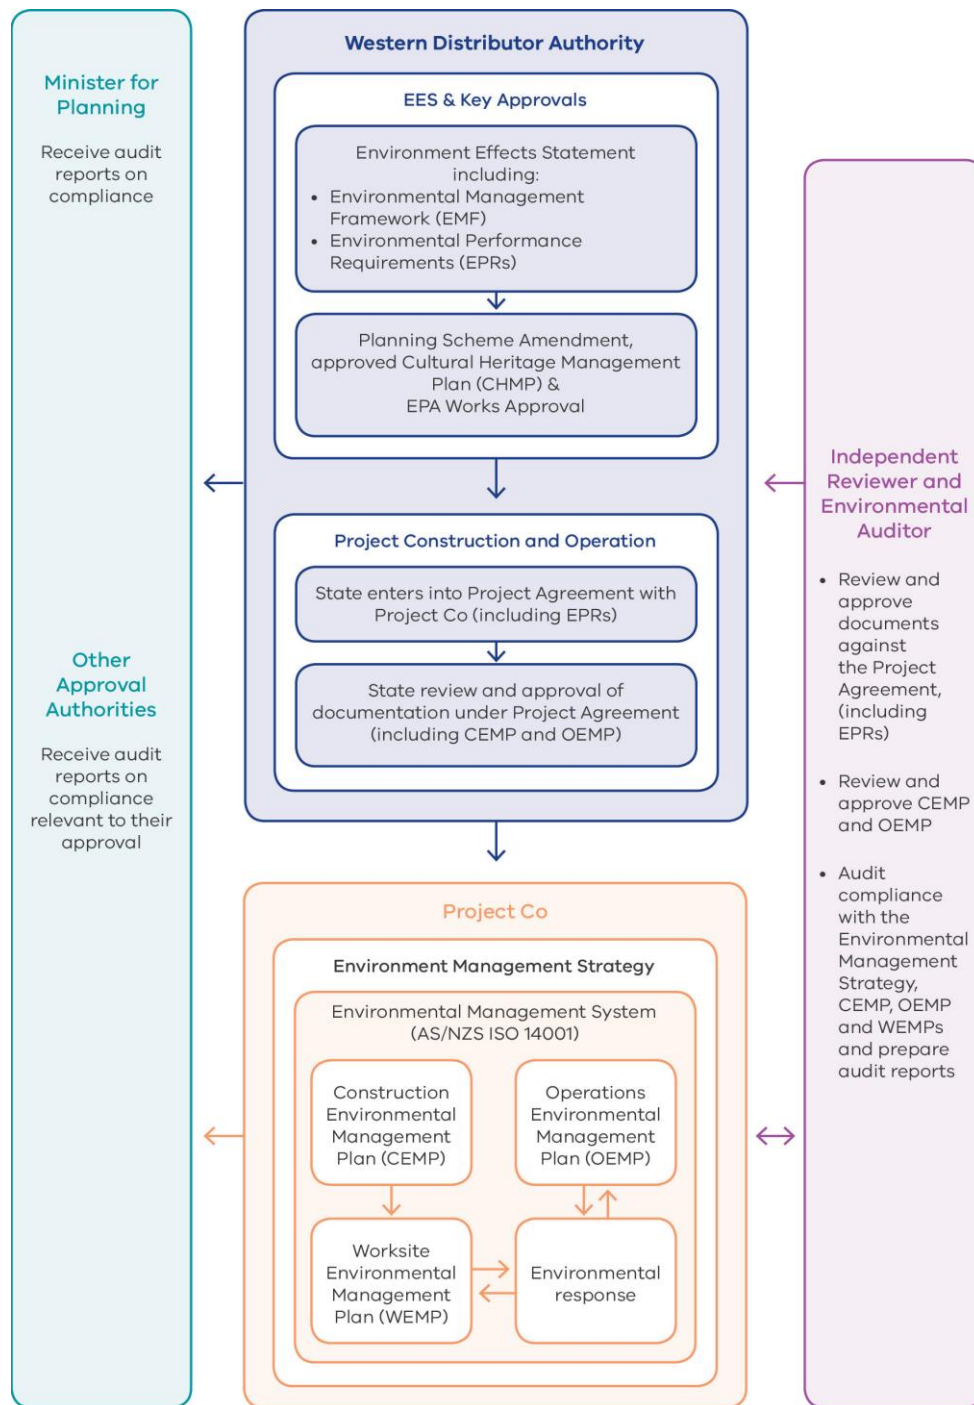 Minister for
Planning
Receive audit
reports on
compliance
Other
Approval
Authorities
Receive audit
reports on
compliance
relevant to their
approval
Western Distributor Authority
EES & Key Approvals
Environment Effects Statement
including:
• Environmental Management
Framework (EMF)
• Environmental Performance
Requirements (EPRs)
Planning Scheme Amendment,
approved Cultural Heritage Management
Plan (CHMP) &
EPA Works Approval
Project Construction and Operation
State enters into Project Agreement with
Project Co (including EPRs)
State review and approval of
documentation under Project Agreement
(including CEMP and OEMP)
Project Co
Environment Management Strategy
Environmental Management System
(AS/NZS ISO 14001)
Construction
Environmental
Management
Plan (CEMP)
Operations
Environmental
Management
Plan (OEMP)
Worksite
Environmental
Management
Plan (WEMP)
Environmental
response
Independent
Reviewer and
Environmental
Auditor
• Review and
approve
documents
against
the Project
Agreement,
(including
EPRs)
• Review and
approve CEMP
and OEMP
• Audit
compliance
with the
Environmental
Management
Strategy,
CEMP, OEMP
and WEMPs
and prepare
audit reports